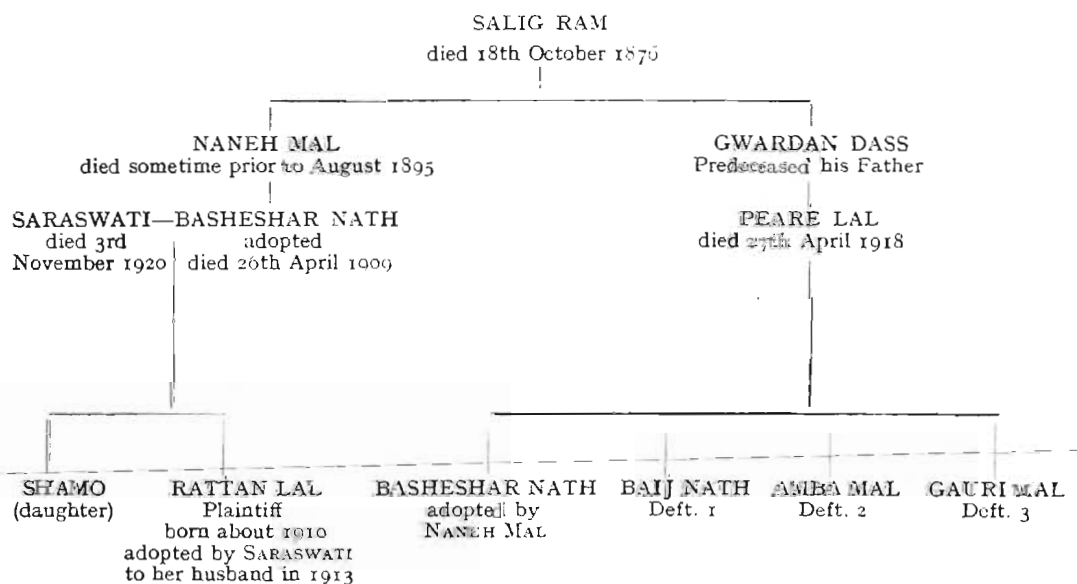 SALIG RAM
died 18th October 1876
NANEH MAL
died sometime prior to August 1895
GWARDAN DASS
Predeceased his Father
SARASWATI—BASHESHAR NATH
died 3rd
November 1920
adopted
died 26th April 1909
PEARE LAL
died 27th April 1918
SHAMO
(daughter)
RATTAN LAL
Plaintiff
born about 1910
adopted by SARASWATI
to her husband in 1913
BASHESHAR NATH
adopted by
NANEH MAL
BAIJ NATH
Deft. 1
AMBA MAL
Deft. 2
GAURI MAL
Deft. 3